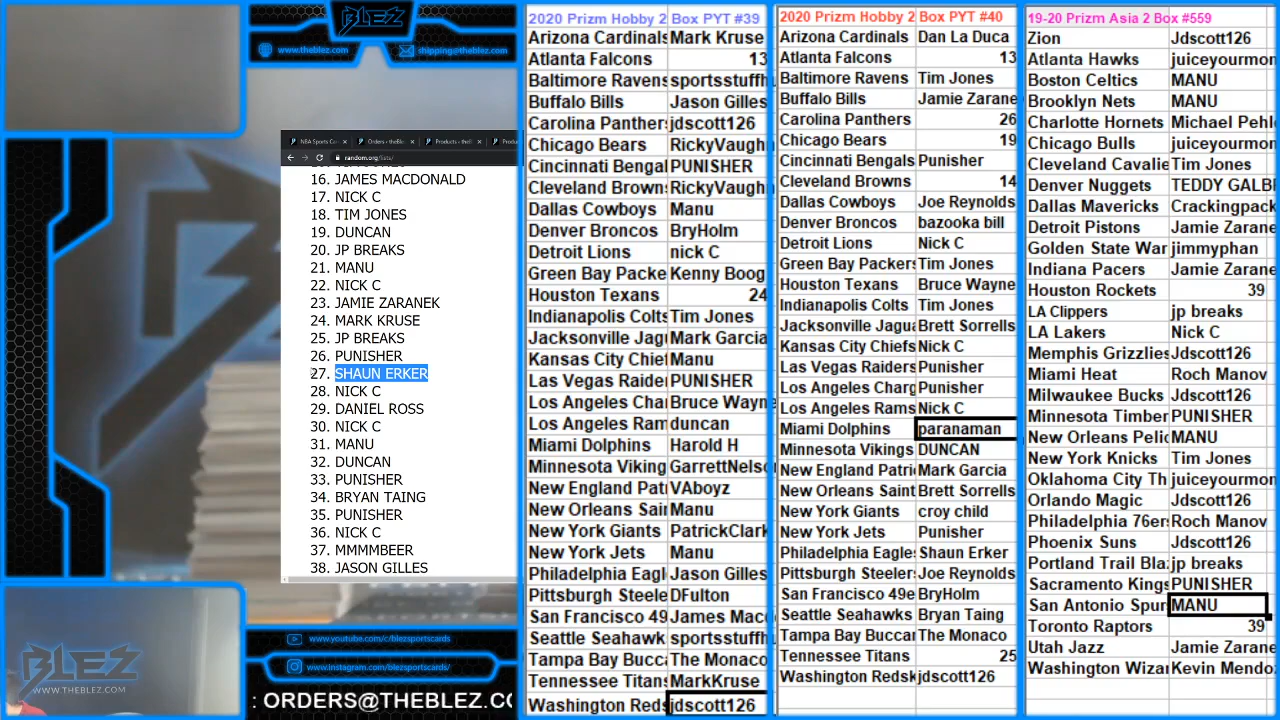 BLEZ
www.theblez.com
shipping@theblez.com
NBA Sports C
Orders · theBle
Products · theB
Produ
random.org/lists/
16. JAMES MACDONALD
17. NICK C
18. TIM JONES
19. DUNCAN
20. JP BREAKS
21. MANU
22. NICK C
23. JAMIE ZARANEK
24. MARK KRUSE
25. JP BREAKS
26. PUNISHER
27. SHAUN ERKER
28. NICK C
29. DANIEL ROSS
30. NICK C
31. MANU
32. DUNCAN
33. PUNISHER
34. BRYAN TAING
35. PUNISHER
36. NICK C
37. MMMMBEER
38. JASON GILLES
BLEZ
WWW.THEBLEZ.COM
www.youtube.com/c/blezsportscards
www.instagram.com/blezsportscards/
: ORDERS@THEBLEZ.CO
2020 Prizm Hobby 2 Box PYT #39
Arizona Cardinals Mark Kruse
Atlanta Falcons 13
Baltimore Ravens sportsstuffh
Buffalo Bills Jason Gilles
Carolina Panthers jdscott126
Chicago Bears RickyVaughn
Cincinnati Bengal PUNISHER
Cleveland Browns RickyVaughn
Dallas Cowboys Manu
Denver Broncos BryHolm
Detroit Lions nick C
Green Bay Packe Kenny Boog
Houston Texans 24
Indianapolis Colts Tim Jones
Jacksonville Jagu Mark Garcia
Kansas City Chief Manu
Las Vegas Raider PUNISHER
Los Angeles Cha Bruce Wayne
Los Angeles Ram duncan
Miami Dolphins Harold H
Minnesota Viking GarrettNelso
New England Pat VAboyz
New Orleans Sai Manu
New York Giants PatrickClark
New York Jets Manu
Philadelphia Eagl Jason Gilles
Pittsburgh Steele DFulton
San Francisco 49 James Mac
Seattle Seahawk sportsstuffh
Tampa Bay Bucc The Monaco
Tennessee Titans MarkKruse
Washington Reds jdscott126
2020 Prizm Hobby 2 Box PYT #40
Arizona Cardinals Dan La Duca
Atlanta Falcons 13
Baltimore Ravens Tim Jones
Buffalo Bills Jamie Zarane
Carolina Panthers 26
Chicago Bears 19
Cincinnati Bengals Punisher
Cleveland Browns 14
Dallas Cowboys Joe Reynolds
Denver Broncos bazooka bill
Detroit Lions Nick C
Green Bay Packers Tim Jones
Houston Texans Bruce Wayne
Indianapolis Colts Tim Jones
Jacksonville Jagua Brett Sorrells
Kansas City Chiefs Nick C
Las Vegas Raiders Punisher
Los Angeles Charg Punisher
Los Angeles Rams Nick C
Miami Dolphins paranaman
Minnesota Vikings DUNCAN
New England Patri Mark Garcia
New Orleans Saint Brett Sorrells
New York Giants croy child
New York Jets Punisher
Philadelphia Eagle Shaun Erker
Pittsburgh Steeler Joe Reynolds
San Francisco 49e BryHolm
Seattle Seahawks Bryan Taing
Tampa Bay Buccar The Monaco
Tennessee Titans 25
Washington Redsk jdscott126
19-20 Prizm Asia 2 Box #559
Zion Jdscott126
Atlanta Hawks juiceyourmon
Boston Celtics MANU
Brooklyn Nets MANU
Charlotte Hornets Michael Pehl
Chicago Bulls juiceyourmon
Cleveland Cavalie Tim Jones
Denver Nuggets TEDDY GALB
Dallas Mavericks Crackingpack
Detroit Pistons Jamie Zarane
Golden State War jimmyphan
Indiana Pacers Jamie Zarane
Houston Rockets 39
LA Clippers jp breaks
LA Lakers Nick C
Memphis Grizzlies Jdscott126
Miami Heat Roch Manov
Milwaukee Bucks Jdscott126
Minnesota Timber PUNISHER
New Orleans Pelic MANU
New York Knicks Tim Jones
Oklahoma City Th juiceyourmon
Orlando Magic Jdscott126
Philadelphia 76ers Roch Manov
Phoenix Suns Jdscott126
Portland Trail Bla jp breaks
Sacramento Kings PUNISHER
San Antonio Spur MANU
Toronto Raptors 39
Utah Jazz Jamie Zarane
Washington Wizar Kevin Mendo